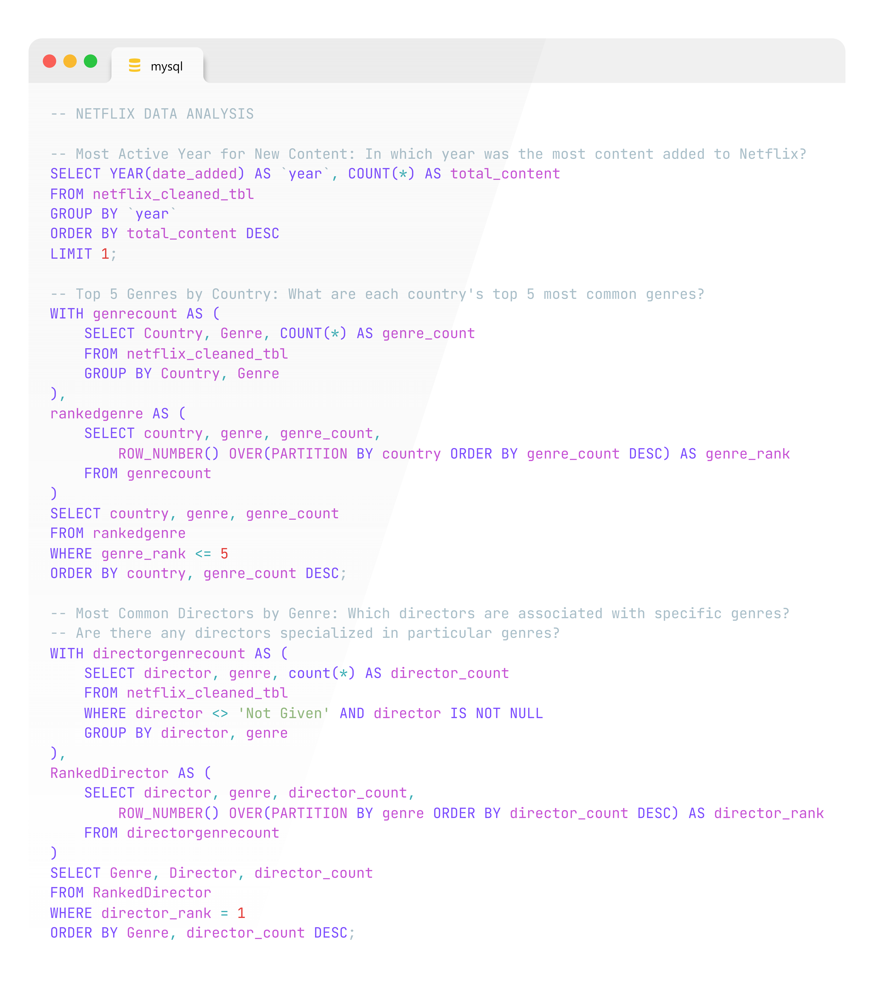 mysql
-- NETFLIX DATA ANALYSIS
-- Most Active Year for New Content: In which year was the most content added to Netflix?
SELECT YEAR(date_added) AS `year`, COUNT(*) AS total_content
FROM netflix_cleaned_tbl
GROUP BY `year`
ORDER BY total_content DESC
LIMIT 1;
-- Top 5 Genres by Country: What are each country's top 5 most common genres?
WITH genrecount AS (
    SELECT Country, Genre, COUNT(*) AS genre_count
    FROM netflix_cleaned_tbl
    GROUP BY Country, Genre
),
rankedgenre AS (
    SELECT country, genre, genre_count,
        ROW_NUMBER() OVER(PARTITION BY country ORDER BY genre_count DESC) AS genre_rank
    FROM genrecount
)
SELECT country, genre, genre_count
FROM rankedgenre
WHERE genre_rank <= 5
ORDER BY country, genre_count DESC;
-- Most Common Directors by Genre: Which directors are associated with specific genres?
-- Are there any directors specialized in particular genres?
WITH directorgenrecount AS (
    SELECT director, genre, count(*) AS director_count
    FROM netflix_cleaned_tbl
    WHERE director <> 'Not Given' AND director IS NOT NULL
    GROUP BY director, genre
),
RankedDirector AS (
    SELECT director, genre, director_count,
        ROW_NUMBER() OVER(PARTITION BY genre ORDER BY director_count DESC) AS director_rank
    FROM directorgenrecount
)
SELECT Genre, Director, director_count
FROM RankedDirector
WHERE director_rank = 1
ORDER BY Genre, director_count DESC;